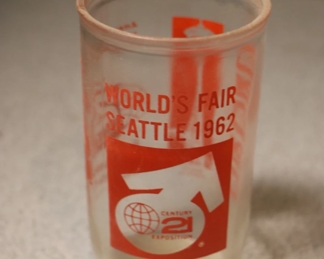 WORLD'S FAIR
SEATTLE 1962
CENTURY
21
EXPOSITION
®